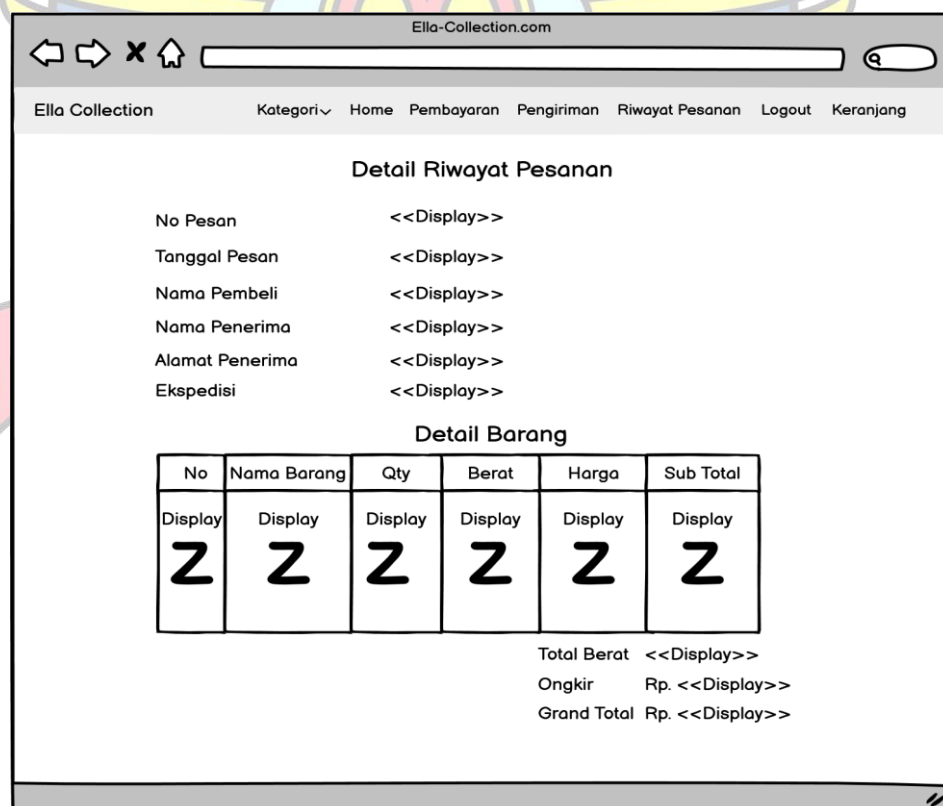 Ella-Collection.com
Ella Collection Kategori Home Pembayaran Pengiriman Riwayat Pesanan Logout Keranjang
Detail Riwayat Pesanan
No Pesan <<Display>>
Tanggal Pesan <<Display>>
Nama Pembeli <<Display>>
Nama Penerima <<Display>>
Alamat Penerima <<Display>>
Ekspedisi <<Display>>
Detail Barang
No Nama Barang Qty Berat Harga Sub Total
Display Display Display Display Display Display
Z Z Z Z Z Z
Total Berat <<Display>>
Ongkir Rp. <<Display>>
Grand Total Rp. <<Display>>